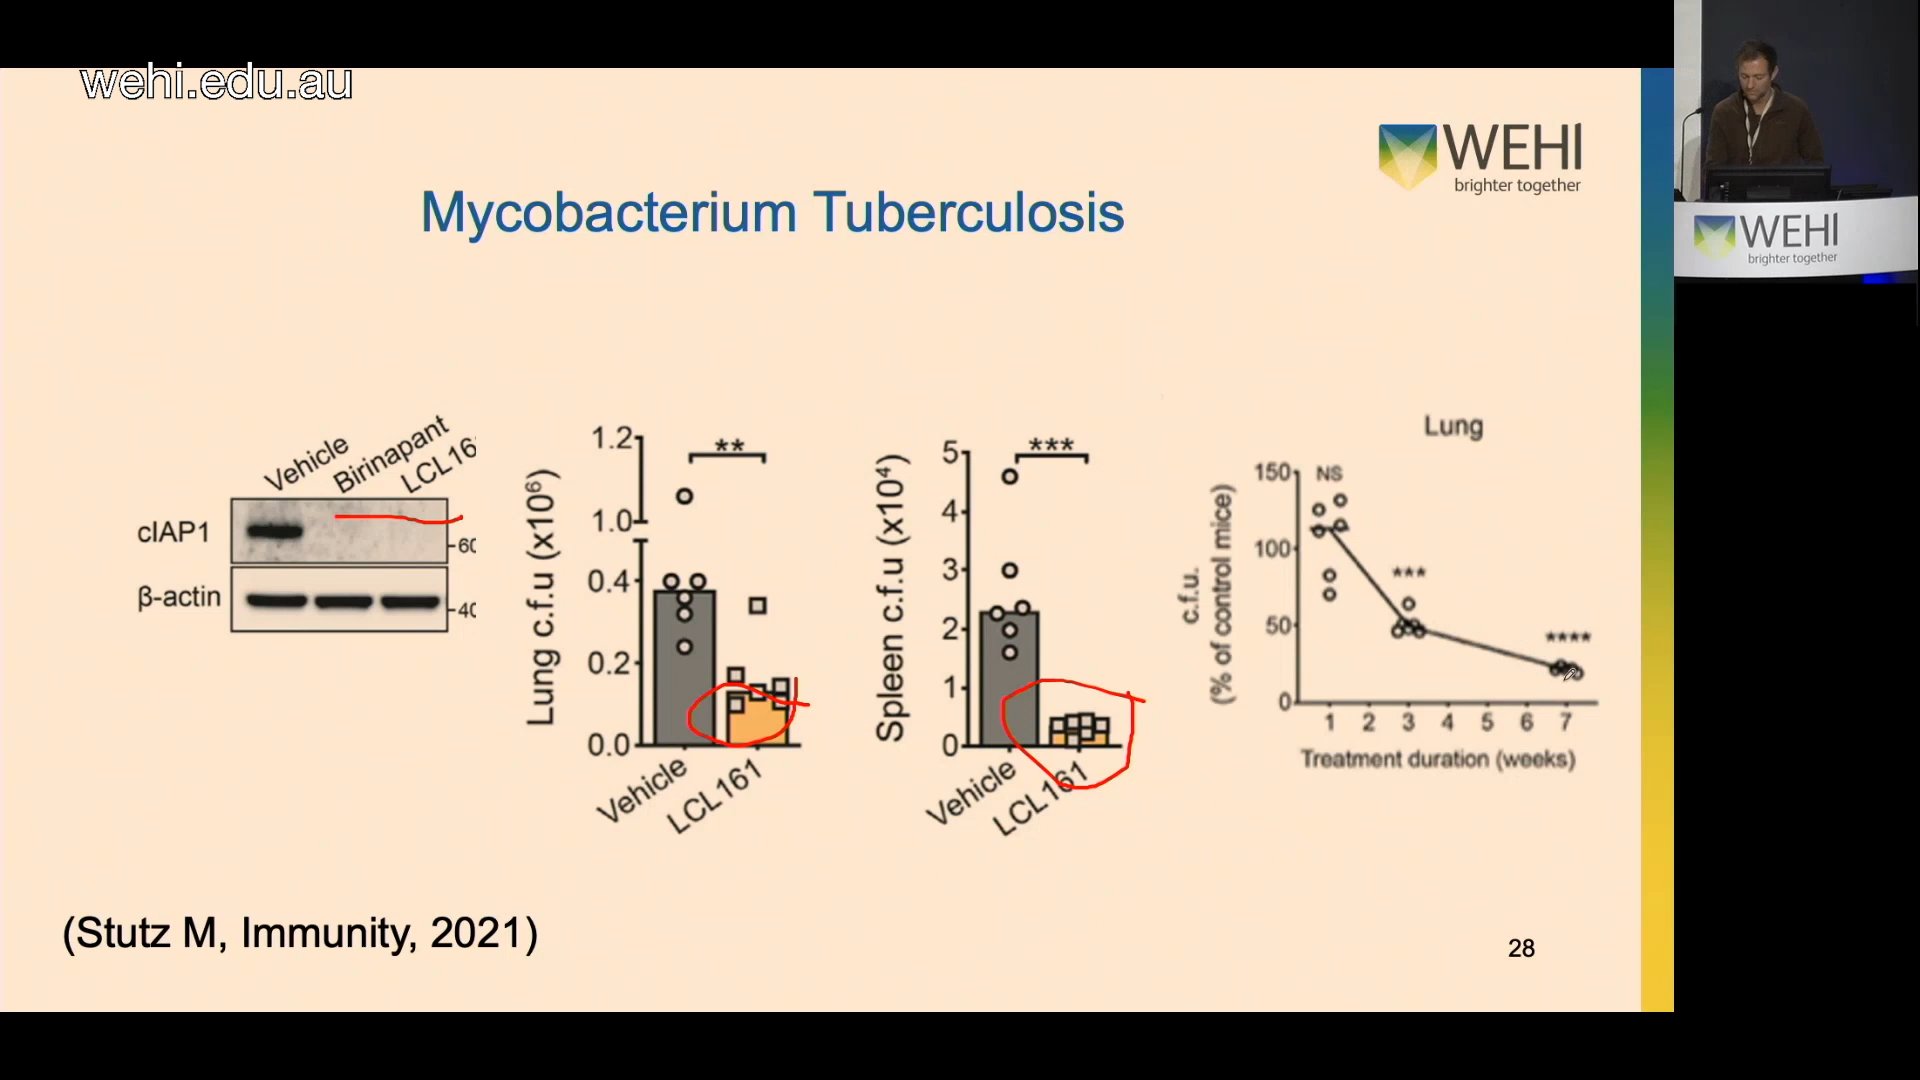 wehi.edu.au
WEHI
brighter together
Mycobacterium Tuberculosis
Vehicle
Birinapant
LCL16
cIAP1
60
β-actin
40
Lung c.f.u (x10⁶)
1.2
1.0
0.4
0.2
0.0
**
Vehicle
LCL161
Spleen c.f.u (x10⁴)
5
4
3
2
1
0
***
Vehicle
LCL161
Lung
c.f.u.
(% of control mice)
150
100
50
0
NS
***
****
1 2 3 4 5 6 7
Treatment duration (weeks)
(Stutz M, Immunity, 2021)
28
WEHI
brighter together